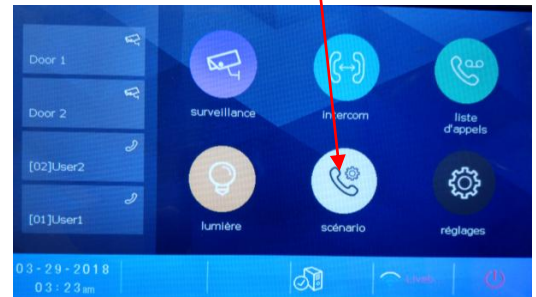 Door 1
Door 2
[02]User2
[01]User1
surveillance
intercom
liste
d'appels
lumière
scénario
réglages
03-29-2018
03:23am